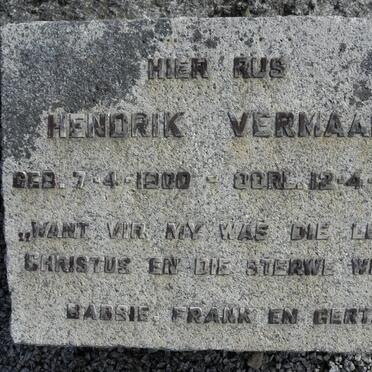 HIER RUS
HENDRIK VERMAA
GEB. 7-4-1900 - OORL. 12-4-
„WANT VIR MY WAS DIE L
CHRISTUS EN DIE STERWE W
BABSIE, FRANK EN GERT